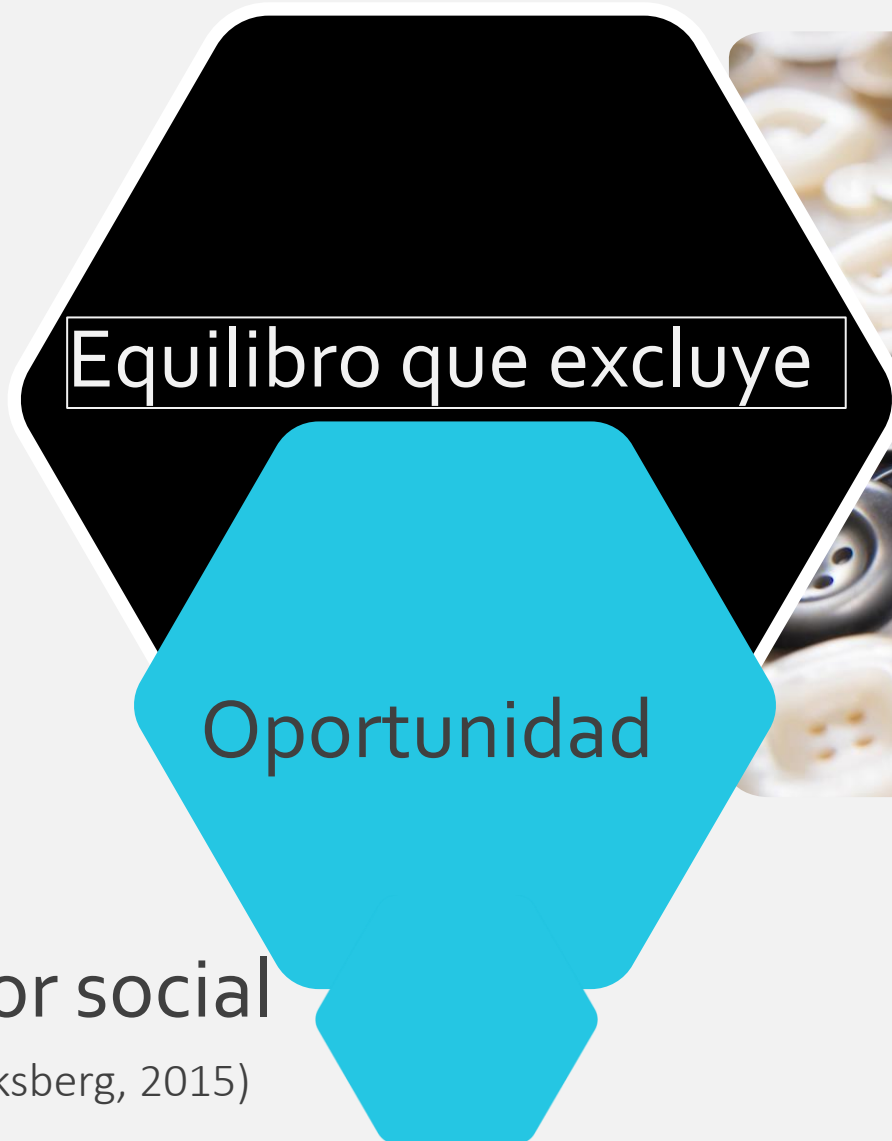 Equilibro que excluye
Oportunidad
or social
ksberg, 2015)